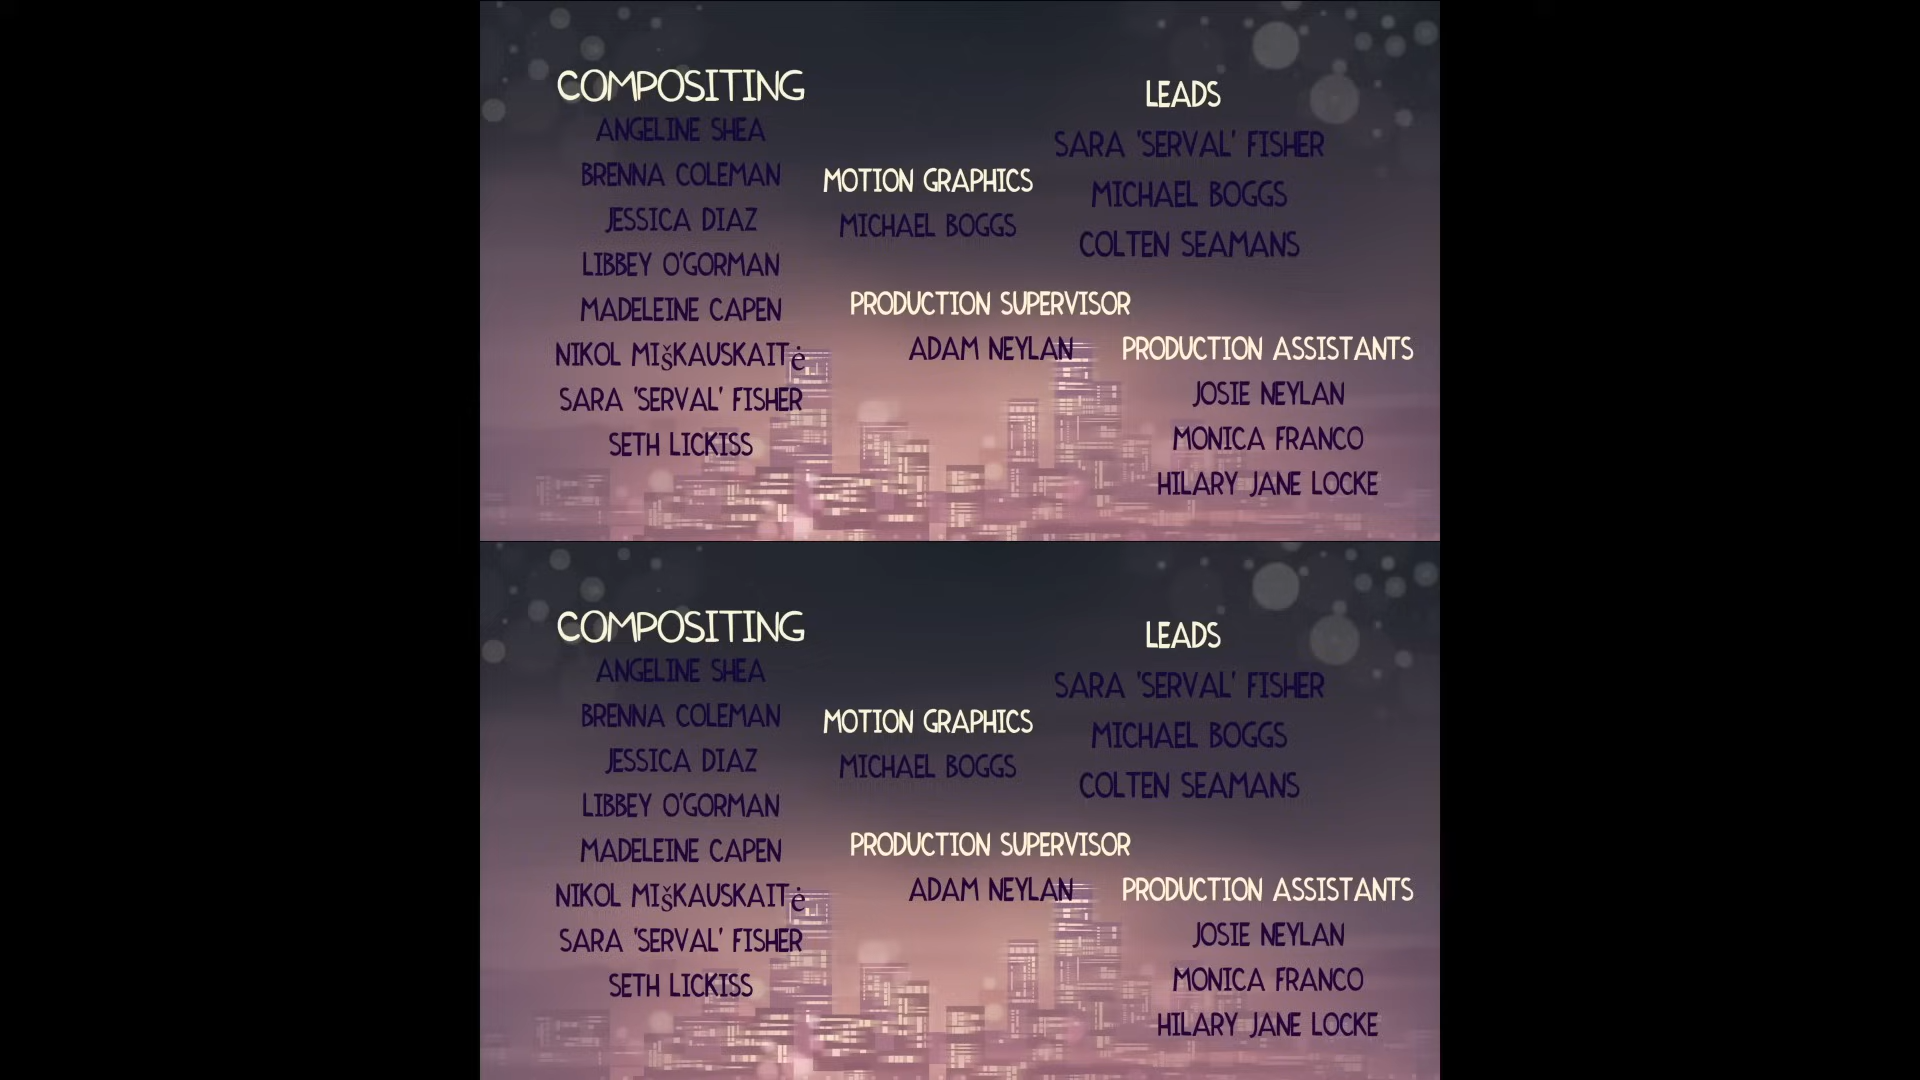 COMPOSITING
ANGELINE SHEA
BRENNA COLEMAN
JESSICA DIAZ
LIBBEY O'GORMAN
MADELEINE CAPEN
NIKOL MIšKAUSKAITė
SARA 'SERVAL' FISHER
SETH LICKISS
MOTION GRAPHICS
MICHAEL BOGGS
PRODUCTION SUPERVISOR
ADAM NEYLAN
LEADS
SARA 'SERVAL' FISHER
MICHAEL BOGGS
COLTEN SEAMANS
PRODUCTION ASSISTANTS
JOSIE NEYLAN
MONICA FRANCO
HILARY JANE LOCKE
COMPOSITING
ANGELINE SHEA
BRENNA COLEMAN
JESSICA DIAZ
LIBBEY O'GORMAN
MADELEINE CAPEN
NIKOL MIšKAUSKAITė
SARA 'SERVAL' FISHER
SETH LICKISS
MOTION GRAPHICS
MICHAEL BOGGS
PRODUCTION SUPERVISOR
ADAM NEYLAN
LEADS
SARA 'SERVAL' FISHER
MICHAEL BOGGS
COLTEN SEAMANS
PRODUCTION ASSISTANTS
JOSIE NEYLAN
MONICA FRANCO
HILARY JANE LOCKE